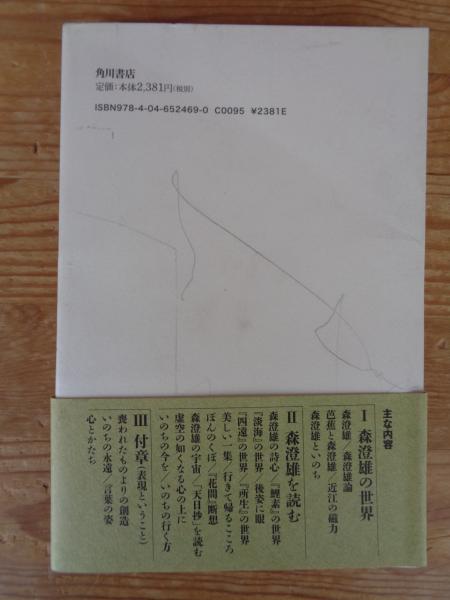 角川書店
定価:本体2,381円(税別)
ISBN978-4-04-652469-0 C0095 ¥2381E
主な内容
I 森澄雄の世界
森澄雄/森澄雄論
芭蕉と森澄雄 近江の磁力
森澄雄といのち
II 森澄雄を読む
森澄雄の詩心 『鯉素』の世界
『淡海』の世界 後姿に眼
『四遠』の世界 『所生』の世界
美しい一集/行きて帰るこころ
ぼんのくぼ/『花間』断想
森澄雄の宇宙/『天日抄』を読む
虚空の如くなる心の上に
いのちの今を/いのちの行く方
III 付章(表現ということ)
喪われたものよりの創造
いのちの永遠/言葉の姿
心とかたち